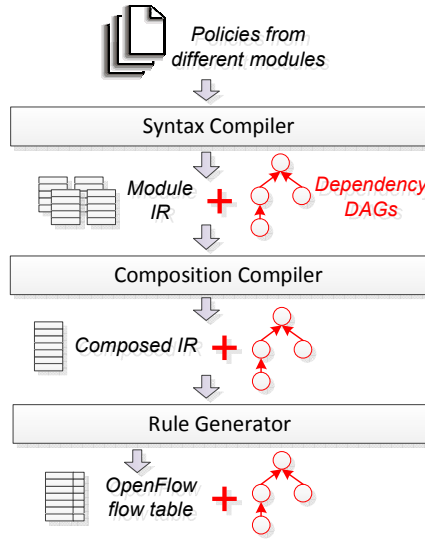 Policies from
different modules
Syntax Compiler
Module
IR
+
Dependency
DAGs
Composition Compiler
Composed IR
+
Rule Generator
OpenFlow
flow table
+